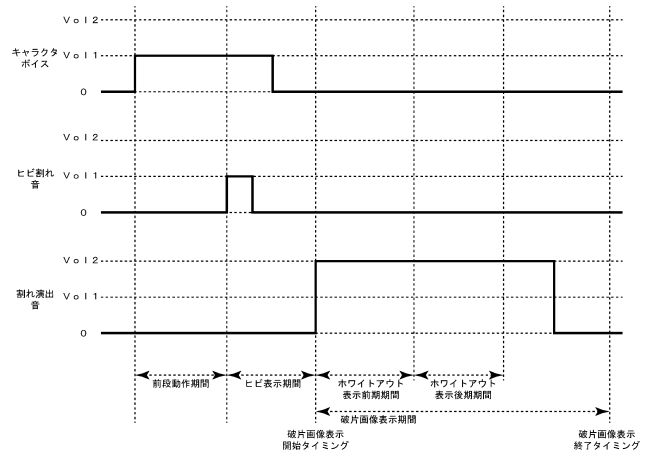 Ｖｏｌ２
キャラクタ
ボイス
Ｖｏｌ１
０
Ｖｏｌ２
ヒビ割れ
音
Ｖｏｌ１
０
Ｖｏｌ２
割れ演出
音
Ｖｏｌ１
０
前段動作期間
ヒビ表示期間
ホワイトアウト
表示前期期間
ホワイトアウト
表示後期期間
破片画像表示期間
破片画像表示
開始タイミング
破片画像表示
終了タイミング